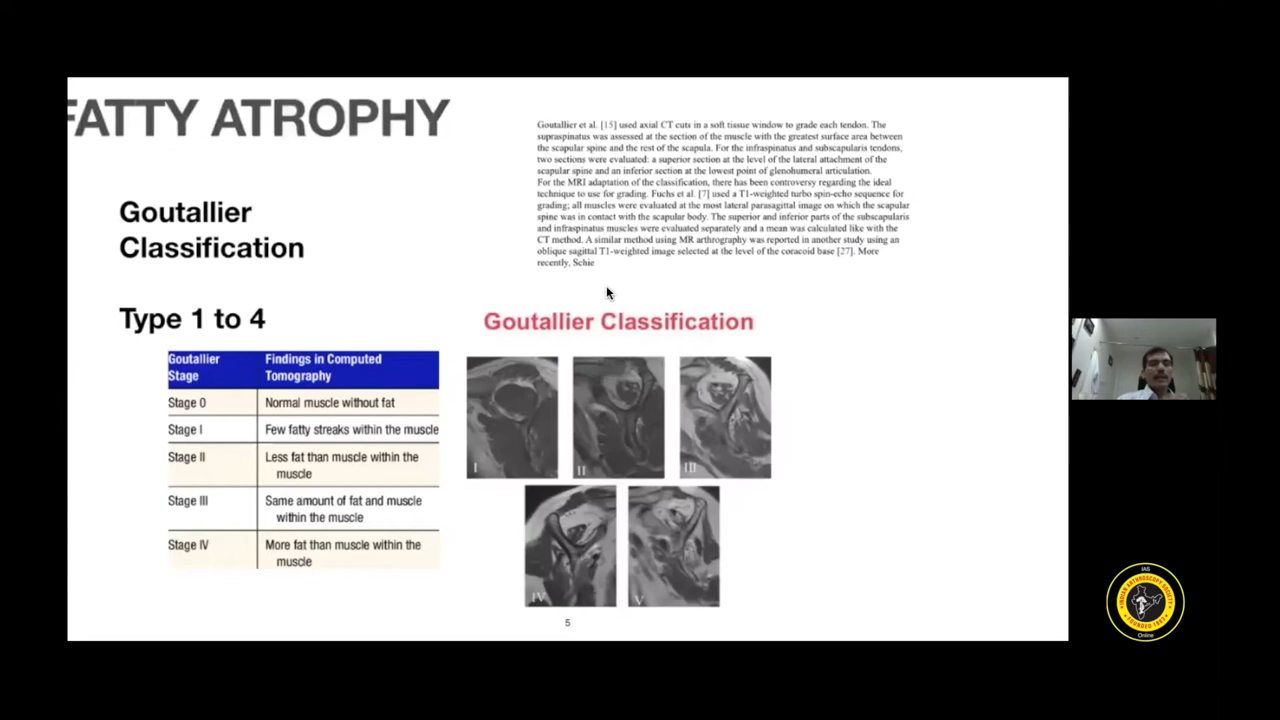 FATTY ATROPHY
Goutallier
Classification
Type 1 to 4
Goutallier Stage Findings in Computed Tomography
Stage 0 Normal muscle without fat
Stage I Few fatty streaks within the muscle
Stage II Less fat than muscle within the muscle
Stage III Same amount of fat and muscle within the muscle
Stage IV More fat than muscle within the muscle
Goutallier et al. [15] used axial CT cuts in a soft tissue window to grade each tendon. The
supraspinatus was assessed at the section of the muscle with the greatest surface area between
the scapular spine and the rest of the scapula. For the infraspinatus and subscapularis tendons,
two sections were evaluated: a superior section at the level of the lateral attachment of the
scapular spine and an inferior section at the lowest point of glenohumeral articulation.
For the MRI adaptation of the classification, there has been controversy regarding the ideal
technique to use for grading. Fuchs et al. [7] used a T1-weighted turbo spin-echo sequence for
grading; all muscles were evaluated at the most lateral parasagittal image on which the scapular
spine was in contact with the scapular body. The superior and inferior parts of the subscapularis
and infraspinatus muscles were evaluated separately and a mean was calculated like with the
CT method. A similar method using MR arthrography was reported in another study using an
oblique sagittal T1-weighted image selected at the level of the coracoid base [27]. More
recently, Schie
Goutallier Classification
I
II
III
IV
V
5
IAS
INDIAN ARTHROSCOPY SOCIETY
Online